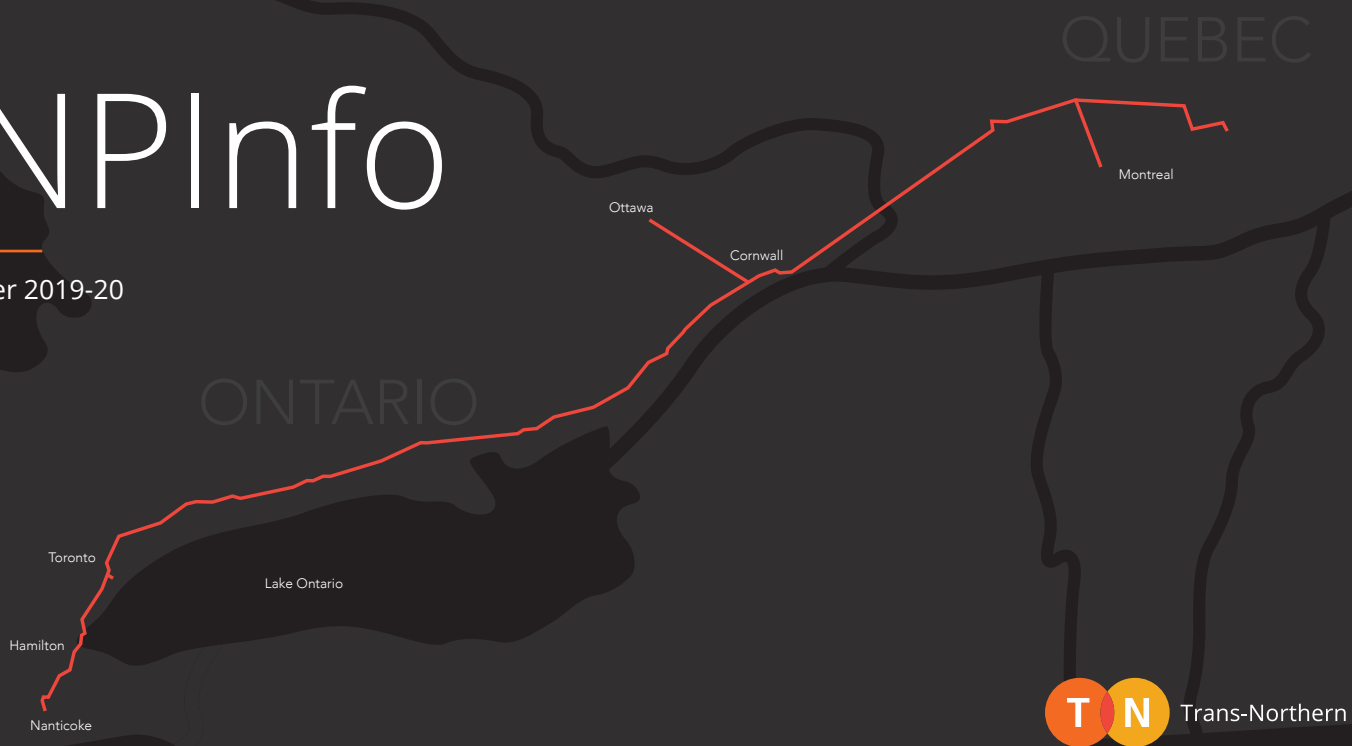 QUEBEC
NPInfo
Montreal
Ottawa
Cornwall
er 2019-20
ONTARIO
Toronto
Lake Ontario
Hamilton
Nanticoke
T N Trans-Northern